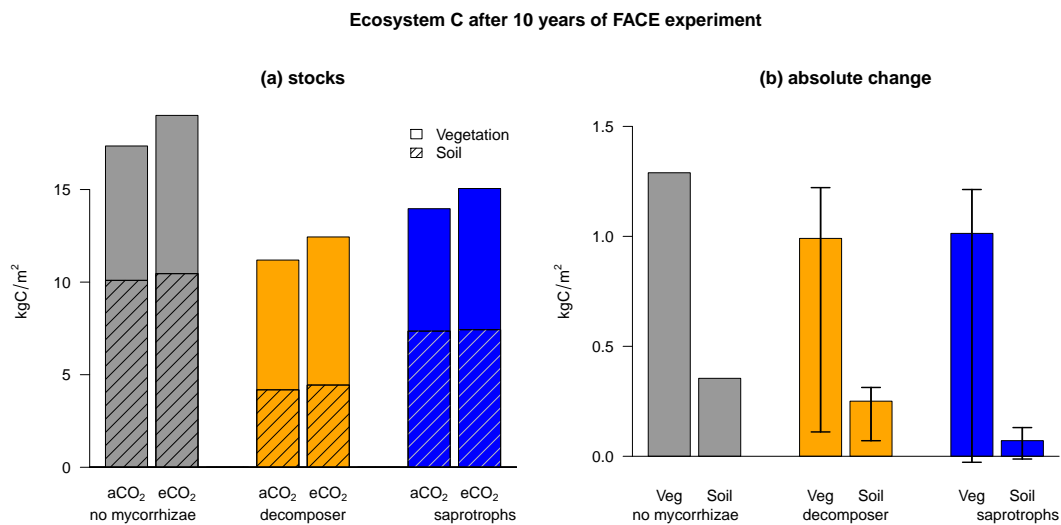 Ecosystem C after 10 years of FACE experiment
(a) stocks
Vegetation
Soil
kgC/m²
15
10
5
0
aCO₂ eCO₂ aCO₂ eCO₂ aCO₂ eCO₂
no mycorrhizae decomposer saprotrophs
(b) absolute change
kgC/m²
1.5
1.0
0.5
0.0
Veg Soil Veg Soil Veg Soil
no mycorrhizae decomposer saprotrophs